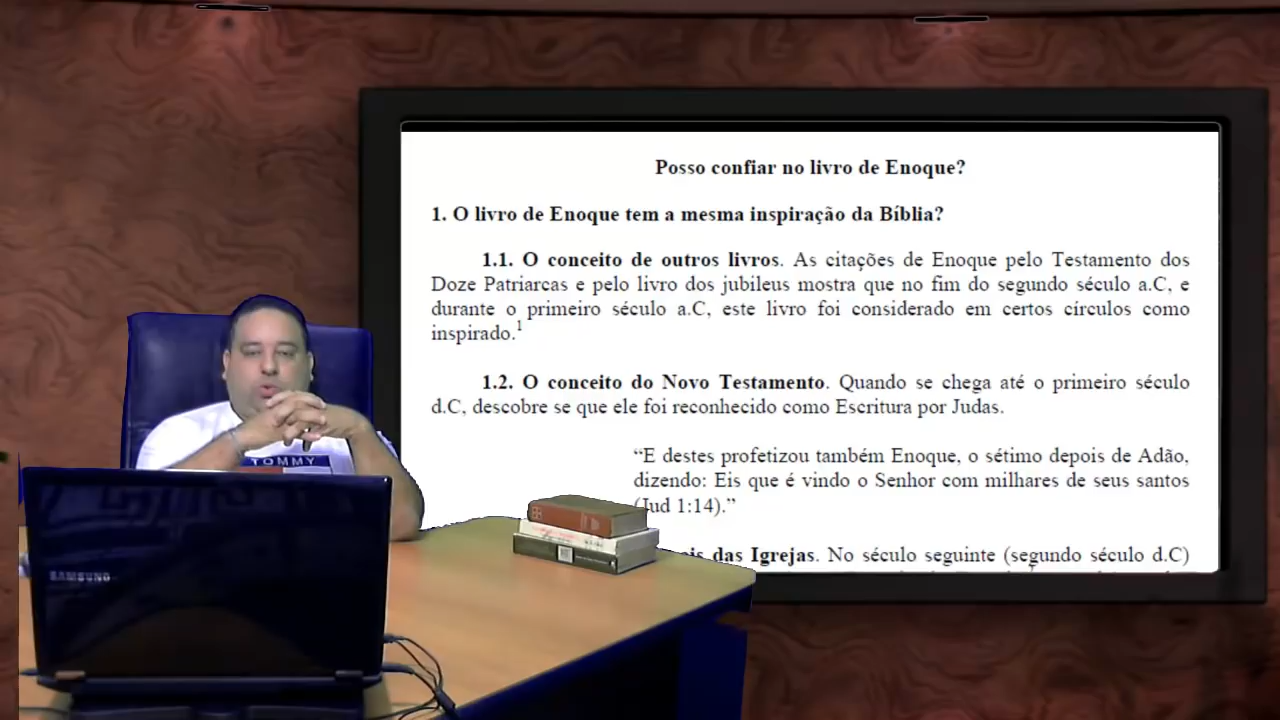 Posso confiar no livro de Enoque?
1. O livro de Enoque tem a mesma inspiração da Bíblia?
1.1. O conceito de outros livros. As citações de Enoque pelo Testamento dos
Doze Patriarcas e pelo livro dos jubileus mostra que no fim do segundo século a.C, e
durante o primeiro século a.C, este livro foi considerado em certos círculos como
inspirado.1
1.2. O conceito do Novo Testamento. Quando se chega até o primeiro século
d.C, descobre se que ele foi reconhecido como Escritura por Judas.
“E destes profetizou também Enoque, o sétimo depois de Adão,
dizendo: Eis que é vindo o Senhor com milhares de seus santos
(Jud 1:14).”
das Igrejas. No século seguinte (segundo século d.C)
TOMMY
SAMSUNG